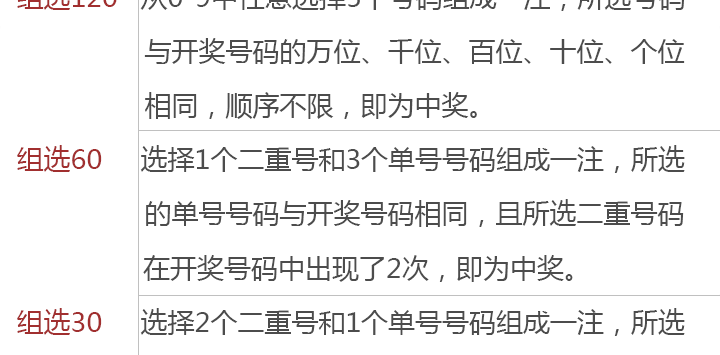 组选120 从0-9中任意选择5个号码组成一注，所选号码
与开奖号码的万位、千位、百位、十位、个位
相同，顺序不限，即为中奖。
组选60 选择1个二重号和3个单号号码组成一注，所选
的单号号码与开奖号码相同，且所选二重号码
在开奖号码中出现了2次，即为中奖。
组选30 选择2个二重号和1个单号号码组成一注，所选